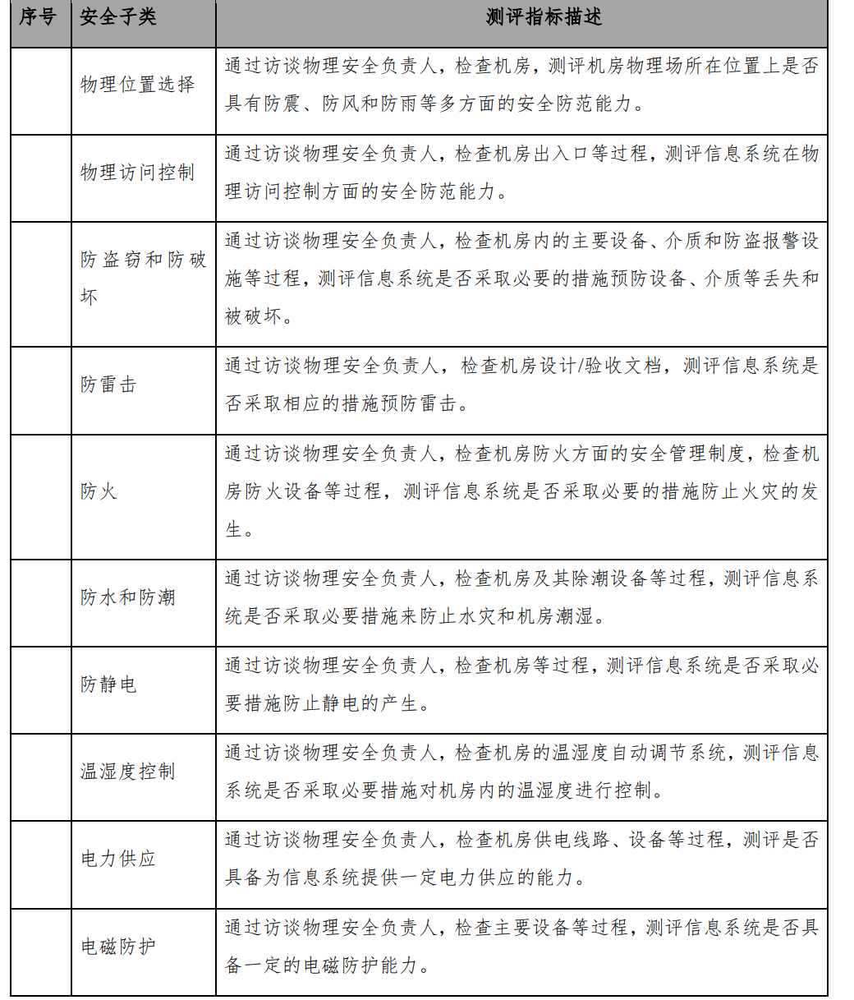 序号 安全子类 测评指标描述
物理位置选择
通过访谈物理安全负责人，检查机房，测评机房物理场所在位置上是否
具有防震、防风和防雨等多方面的安全防范能力。
物理访问控制
通过访谈物理安全负责人，检查机房出入口等过程，测评信息系统在物
理访问控制方面的安全防范能力。
防盗窃和防破
坏
通过访谈物理安全负责人，检查机房内的主要设备、介质和防盗报警设
施等过程，测评信息系统是否采取必要的措施预防设备、介质等丢失和
被破坏。
防雷击
通过访谈物理安全负责人，检查机房设计/验收文档，测评信息系统是
否采取相应的措施预防雷击。
防火
通过访谈物理安全负责人，检查机房防火方面的安全管理制度，检查机
房防火设备等过程，测评信息系统是否采取必要的措施防止火灾的发
生。
防水和防潮
通过访谈物理安全负责人，检查机房及其除潮设备等过程，测评信息系
统是否采取必要措施来防止水灾和机房潮湿。
防静电
通过访谈物理安全负责人，检查机房等过程，测评信息系统是否采取必
要措施防止静电的产生。
温湿度控制
通过访谈物理安全负责人，检查机房的温湿度自动调节系统，测评信息
系统是否采取必要措施对机房内的温湿度进行控制。
电力供应
通过访谈物理安全负责人，检查机房供电线路、设备等过程，测评是否
具备为信息系统提供一定电力供应的能力。
电磁防护
通过访谈物理安全负责人，检查主要设备等过程，测评信息系统是否具
备一定的电磁防护能力。